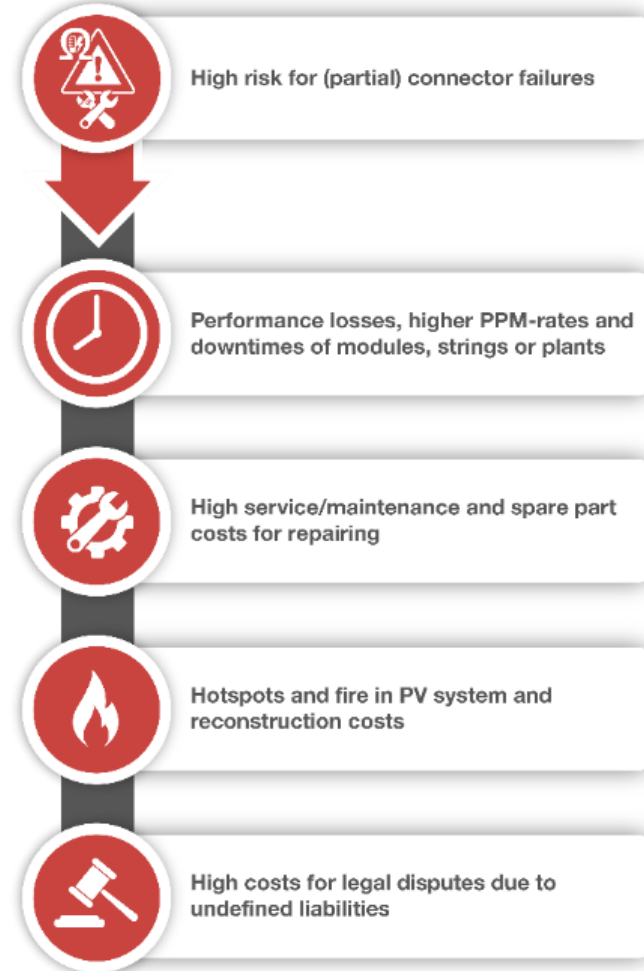 High risk for (partial) connector failures
Performance losses, higher PPM-rates and
downtimes of modules, strings or plants
High service/maintenance and spare part
costs for repairing
Hotspots and fire in PV system and
reconstruction costs
High costs for legal disputes due to
undefined liabilities